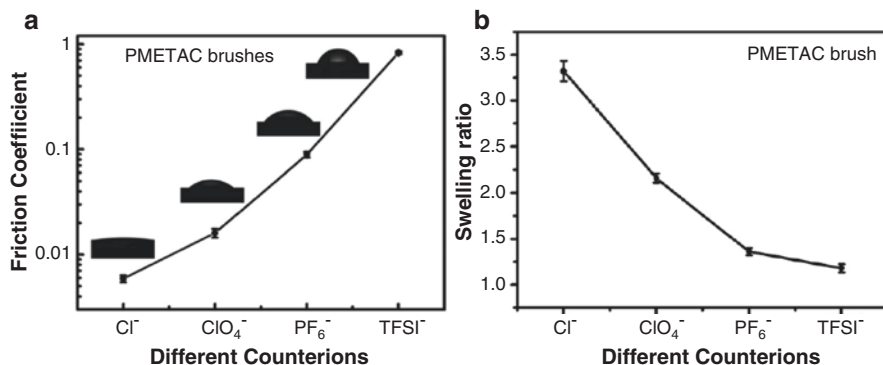 a
PMETAC brushes
1
0.1
0.01
Friction Coeffiicient
Cl⁻ ClO₄⁻ PF₆⁻ TFSI⁻
Different Counterions
b
PMETAC brush
3.5
3.0
2.5
2.0
1.5
1.0
Swelling ratio
Cl⁻ ClO₄⁻ PF₆⁻ TFSI⁻
Different Counterions